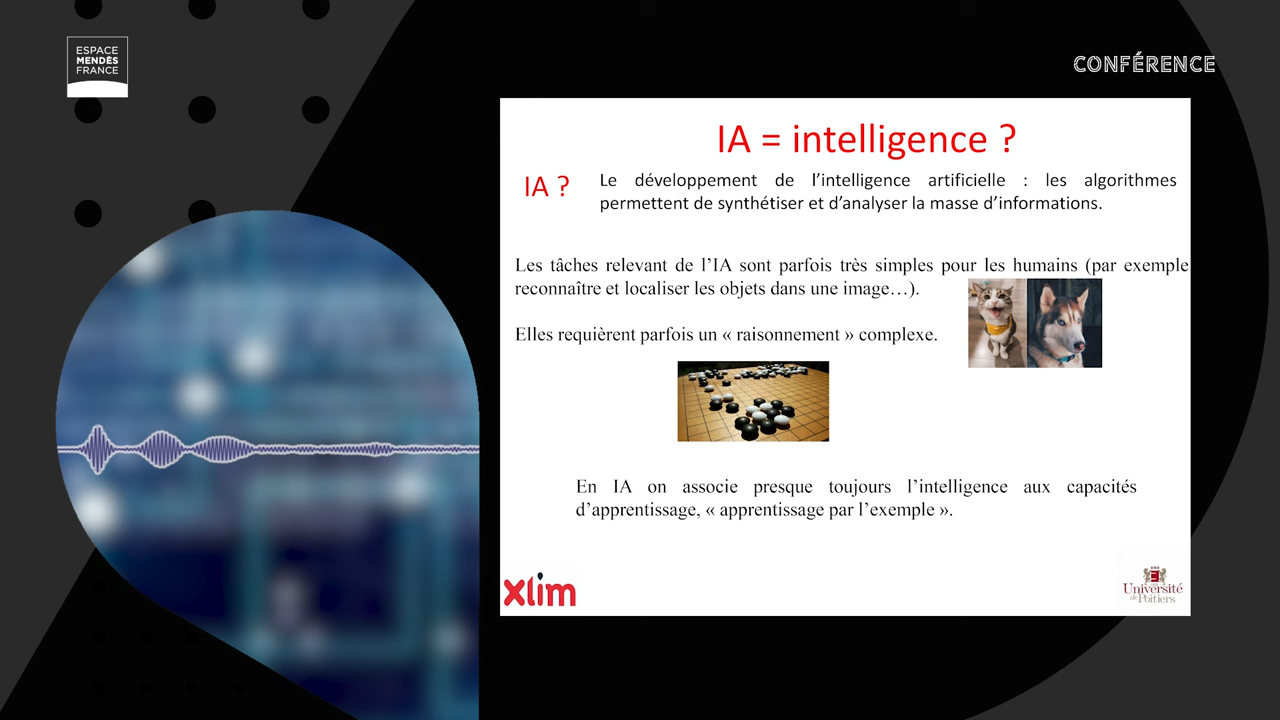 ESPACE
MENDÈS
FRANCE
CONFÉRENCE
IA = intelligence ?
IA ?
Le développement de l’intelligence artificielle : les algorithmes
permettent de synthétiser et d’analyser la masse d’informations.
Les tâches relevant de l’IA sont parfois très simples pour les humains (par exemple
reconnaître et localiser les objets dans une image…).
Elles requièrent parfois un « raisonnement » complexe.
En IA on associe presque toujours l’intelligence aux capacités
d’apprentissage, « apprentissage par l’exemple ».
xlim
Université
de Poitiers